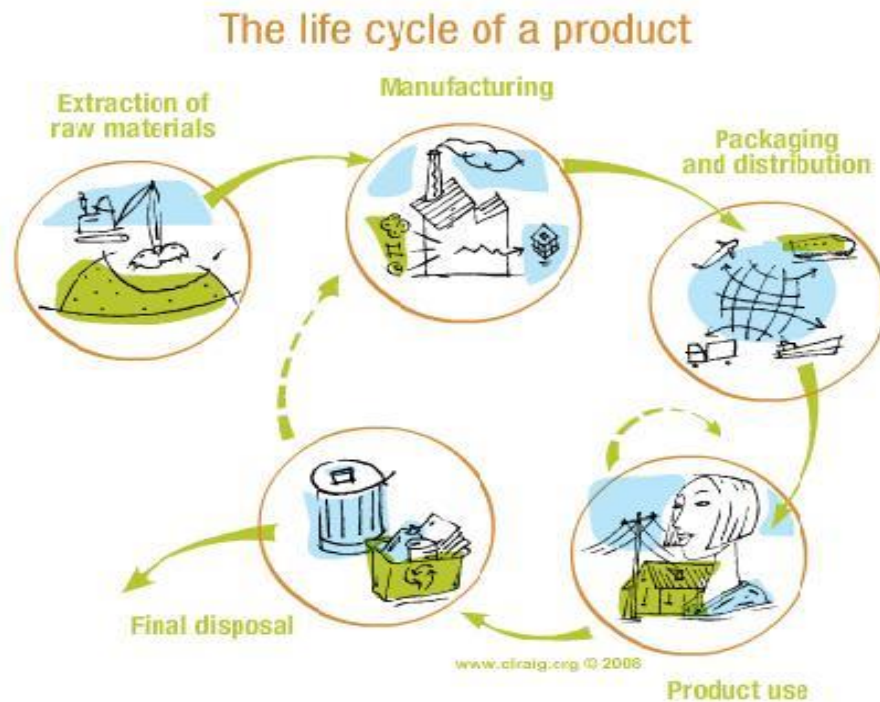 The life cycle of a product
Extraction of
raw materials
Manufacturing
Packaging
and distribution
Final disposal
www.ciraig.org © 2008
Product use